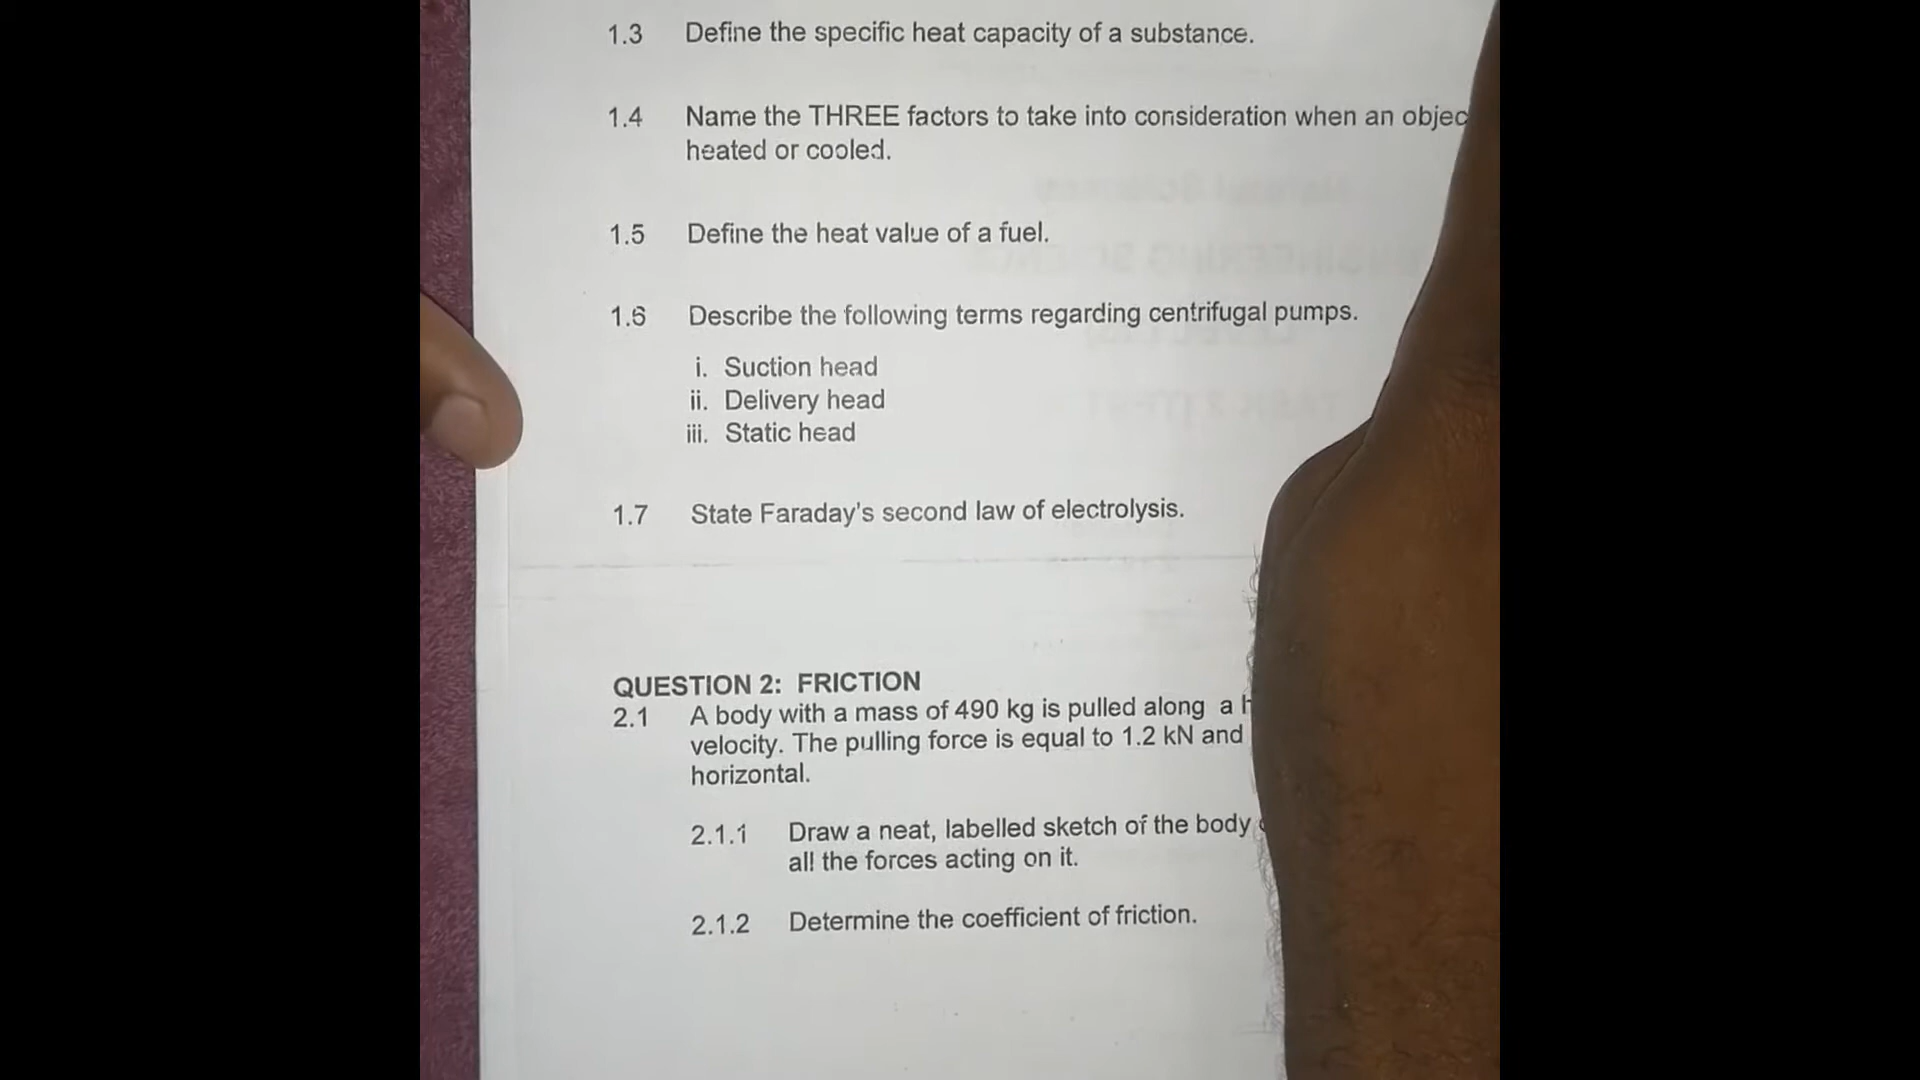 1.3 Define the specific heat capacity of a substance.
1.4 Name the THREE factors to take into consideration when an objec
heated or cooled.
1.5 Define the heat value of a fuel.
1.6 Describe the following terms regarding centrifugal pumps.
i. Suction head
ii. Delivery head
iii. Static head
1.7 State Faraday's second law of electrolysis.
QUESTION 2: FRICTION
2.1 A body with a mass of 490 kg is pulled along a
velocity. The pulling force is equal to 1.2 kN and
horizontal.
2.1.1 Draw a neat, labelled sketch of the body
all the forces acting on it.
2.1.2 Determine the coefficient of friction.